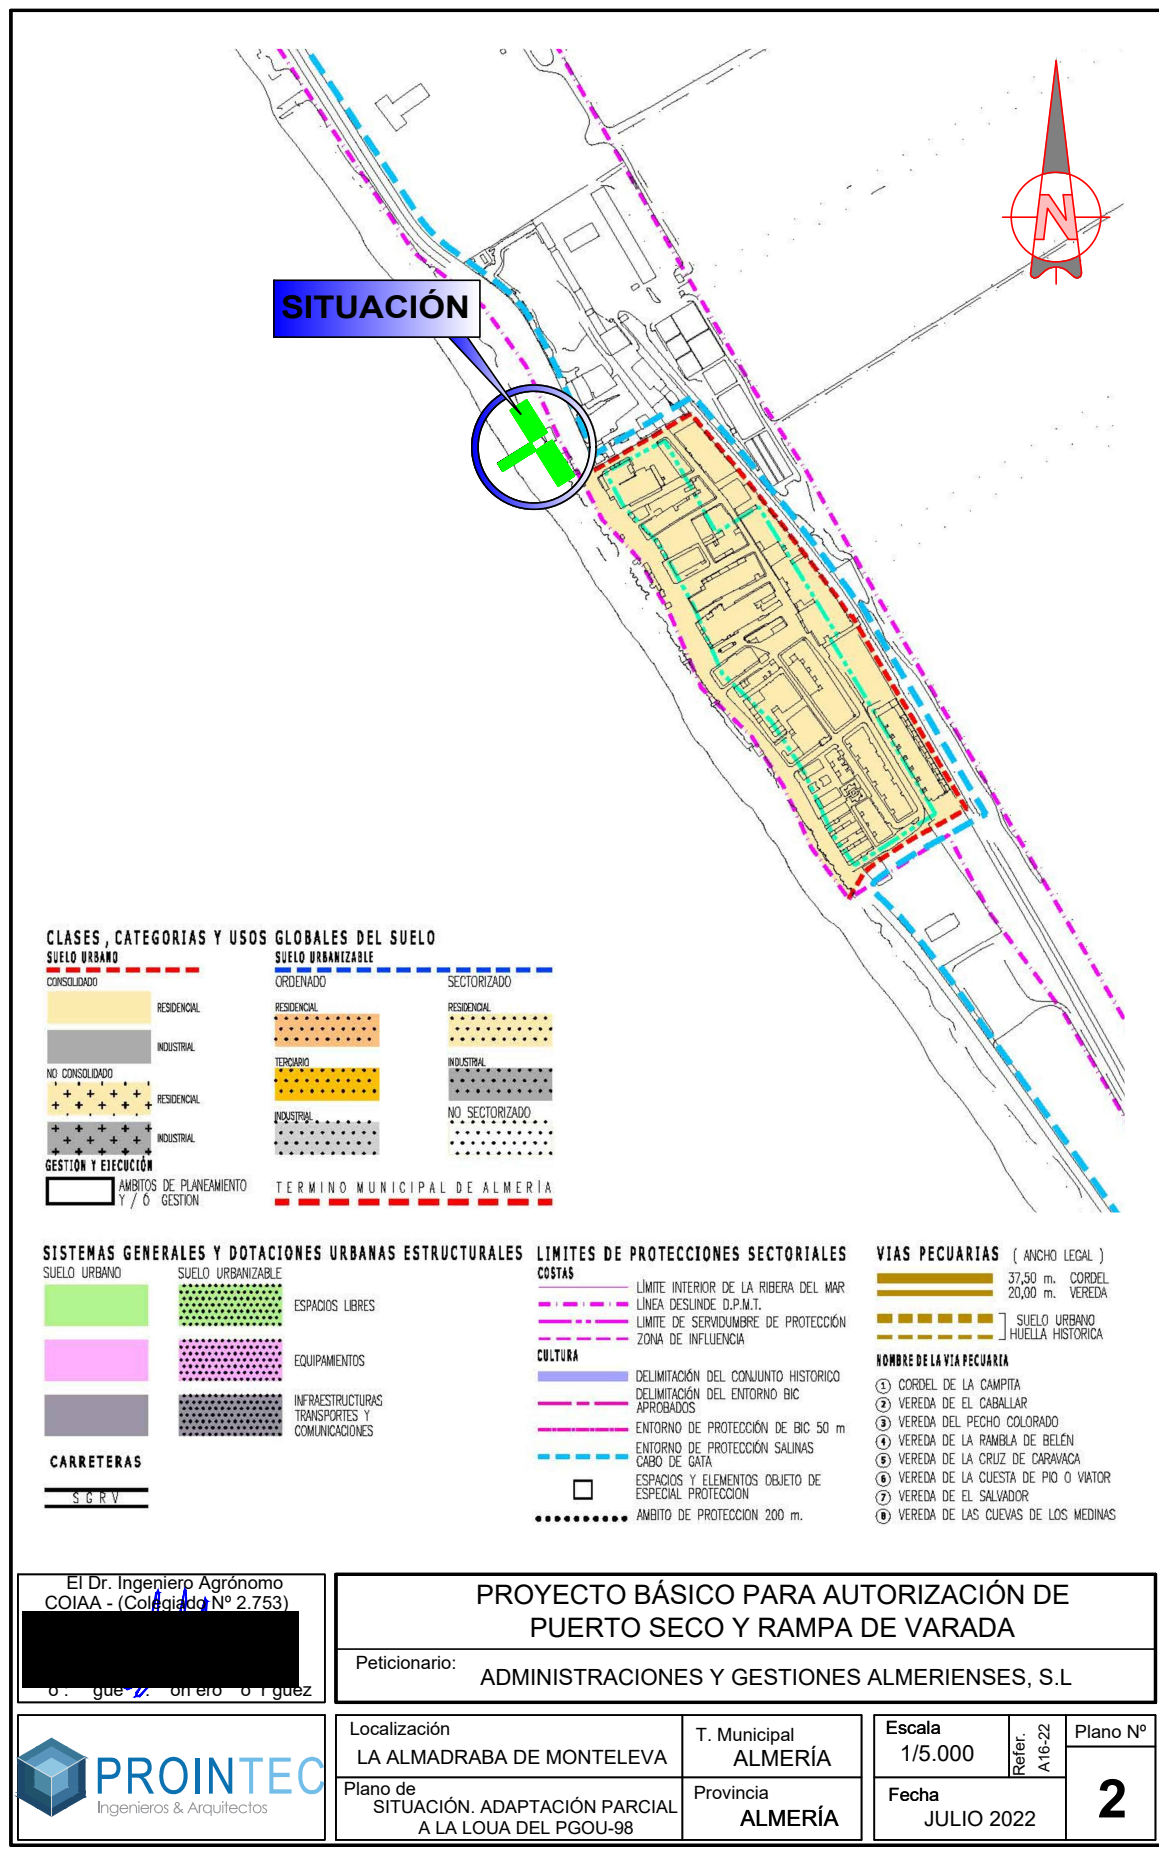 N
SITUACIÓN
CLASES, CATEGORIAS Y USOS GLOBALES DEL SUELO
SUELO URBANO
SUELO URBANIZABLE
CONSOLIDADO
ORDENADO
SECTORIZADO
RESIDENCIAL
RESIDENCIAL
RESIDENCIAL
INDUSTRIAL
NO CONSOLIDADO
TERCIARIO
INDUSTRIAL
RESIDENCIAL
INDUSTRIAL
NO SECTORIZADO
INDUSTRIAL
GESTION Y EJECUCIÓN
AMBITOS DE PLANEAMIENTO
Y / Ó GESTION
TERMINO MUNICIPAL DE ALMERÍA
SISTEMAS GENERALES Y DOTACIONES URBANAS ESTRUCTURALES
SUELO URBANO
SUELO URBANIZABLE
ESPACIOS LIBRES
EQUIPAMIENTOS
INFRAESTRUCTURAS
TRANSPORTES Y
COMUNICACIONES
CARRETERAS
S G R V
LIMITES DE PROTECCIONES SECTORIALES
COSTAS
LÍMITE INTERIOR DE LA RIBERA DEL MAR
LÍNEA DESLINDE D.P.M.T.
LIMITE DE SERVIDUMBRE DE PROTECCIÓN
ZONA DE INFLUENCIA
CULTURA
DELIMITACIÓN DEL CONJUNTO HISTORICO
DELIMITACIÓN DEL ENTORNO BIC
APROBADOS
ENTORNO DE PROTECCIÓN DE BIC 50 m
ENTORNO DE PROTECCIÓN SALINAS
CABO DE GATA
ESPACIOS Y ELEMENTOS OBJETO DE
ESPECIAL PROTECCION
AMBITO DE PROTECCION 200 m.
VIAS PECUARIAS ( ANCHO LEGAL )
37,50 m. CORDEL
20,00 m. VEREDA
SUELO URBANO
HUELLA HISTORICA
NOMBRE DE LA VIA PECUARIA
1 CORDEL DE LA CAMPITA
2 VEREDA DE EL CABALLAR
3 VEREDA DEL PECHO COLORADO
4 VEREDA DE LA RAMBLA DE BELÉN
5 VEREDA DE LA CRUZ DE CARAVACA
6 VEREDA DE LA CUESTA DE PIO O VIATOR
7 VEREDA DE EL SALVADOR
8 VEREDA DE LAS CUEVAS DE LOS MEDINAS
El Dr. Ingeniero Agrónomo
COIAA - (Colegiado Nº 2.753)
PROYECTO BÁSICO PARA AUTORIZACIÓN DE
PUERTO SECO Y RAMPA DE VARADA
Peticionario:
ADMINISTRACIONES Y GESTIONES ALMERIENSES, S.L
PROINTEC
Ingenieros & Arquitectos
Localización
LA ALMADRABA DE MONTELEVA
T. Municipal
ALMERÍA
Escala
1/5.000
Refer.
A16-22
Plano Nº
2
Plano de
SITUACIÓN. ADAPTACIÓN PARCIAL
A LA LOUA DEL PGOU-98
Provincia
ALMERÍA
Fecha
JULIO 2022